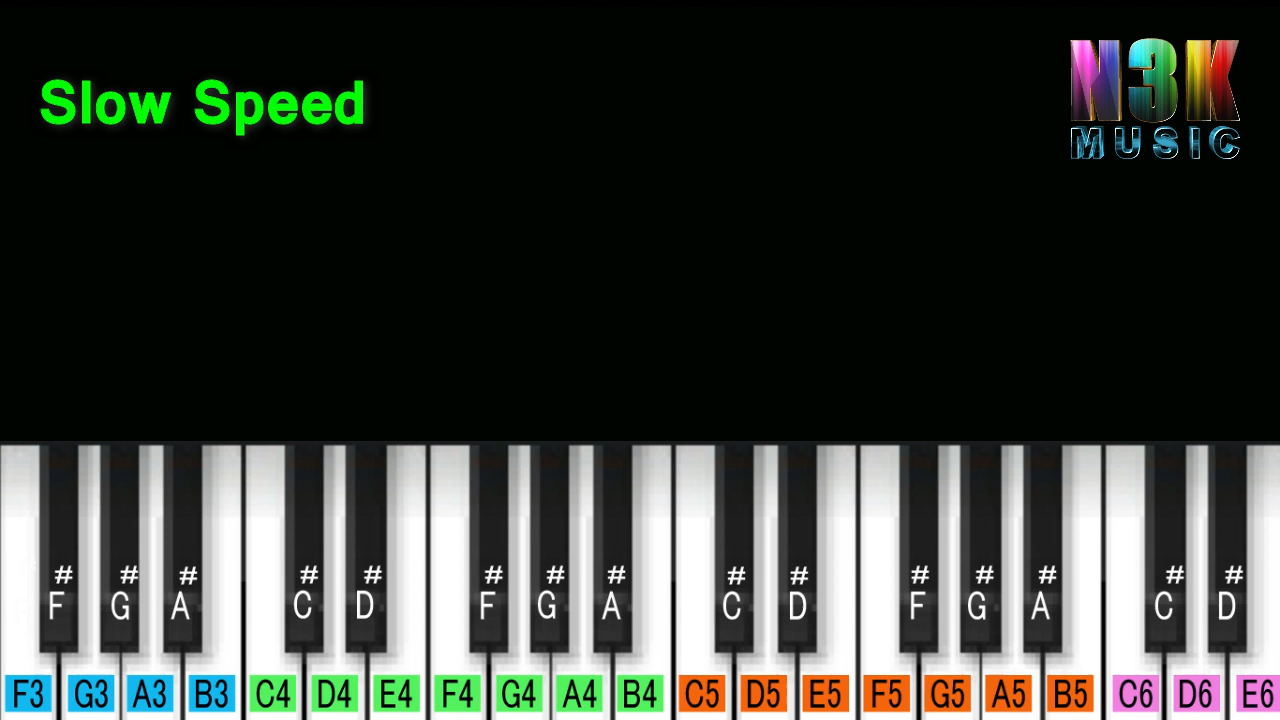 N3K
Slow Speed
MUSIC
# # # # # # # # # # # # # # #
F G A C D F G A C D F G A C D
F3 G3 A3 B3 C4 D4 E4 F4 G4 A4 B4 C5 D5 E5 F5 G5 A5 B5 C6 D6 E6